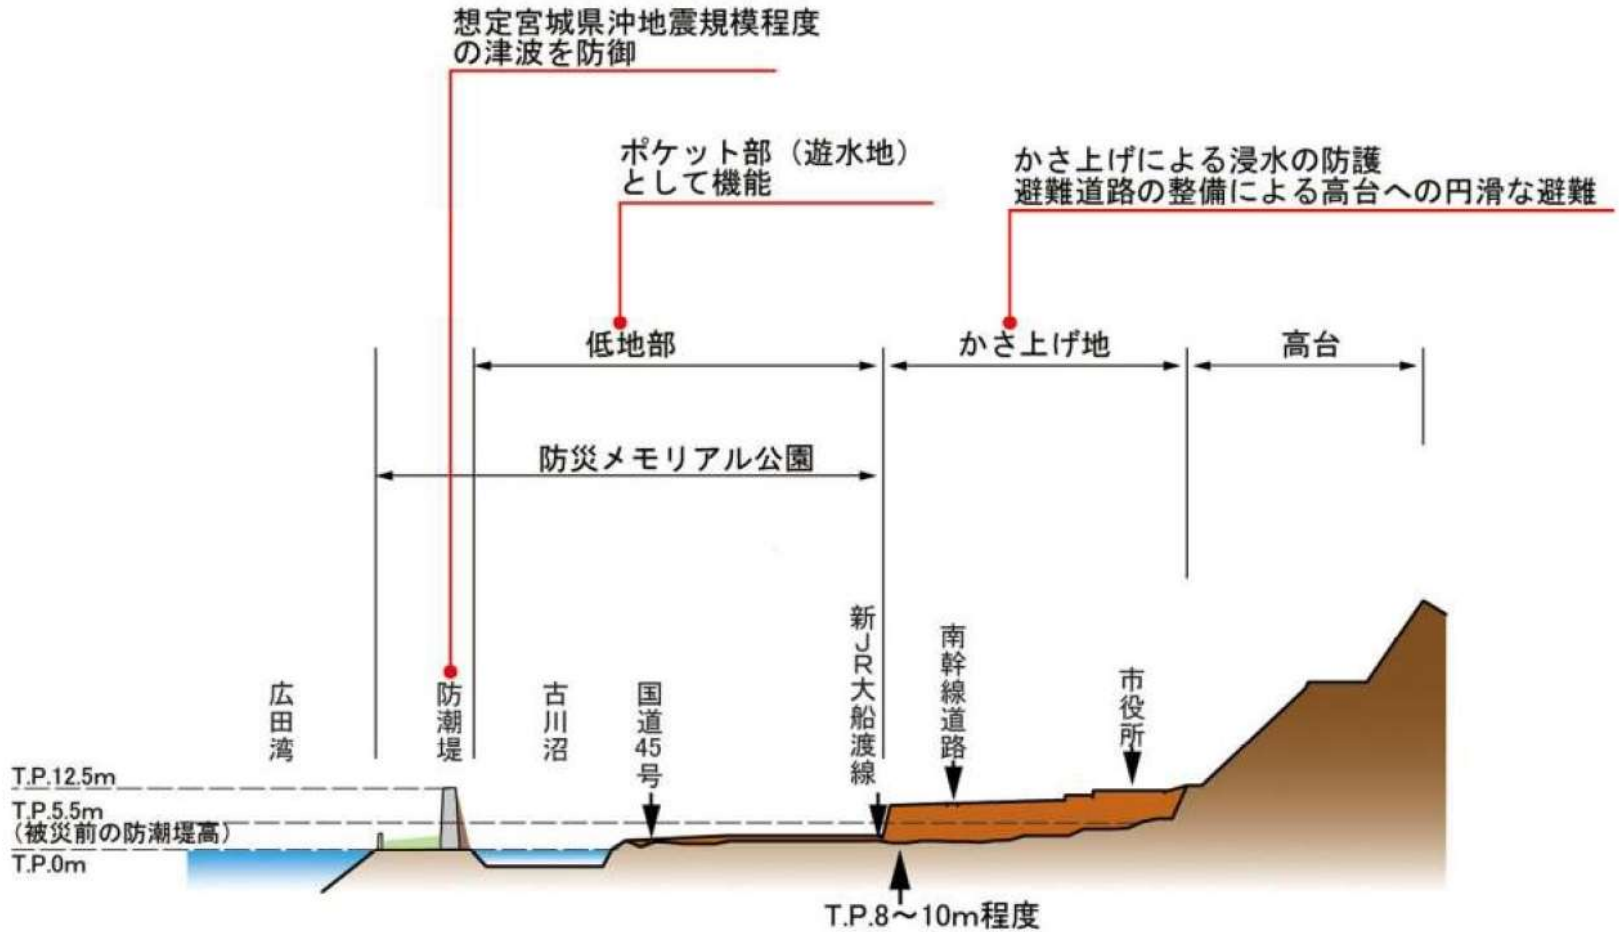 想定宮城県沖地震規模程度
の津波を防御
ポケット部（遊水地）
として機能
かさ上げによる浸水の防護
避難道路の整備による高台への円滑な避難
低地部
かさ上げ地
高台
防災メモリアル公園
広田湾
防潮堤
古川沼
国道45号
新JR大船渡線
南幹線道路
市役所
T.P.12.5m
T.P.5.5m
(被災前の防潮堤高)
T.P.0m
T.P.8～10m程度